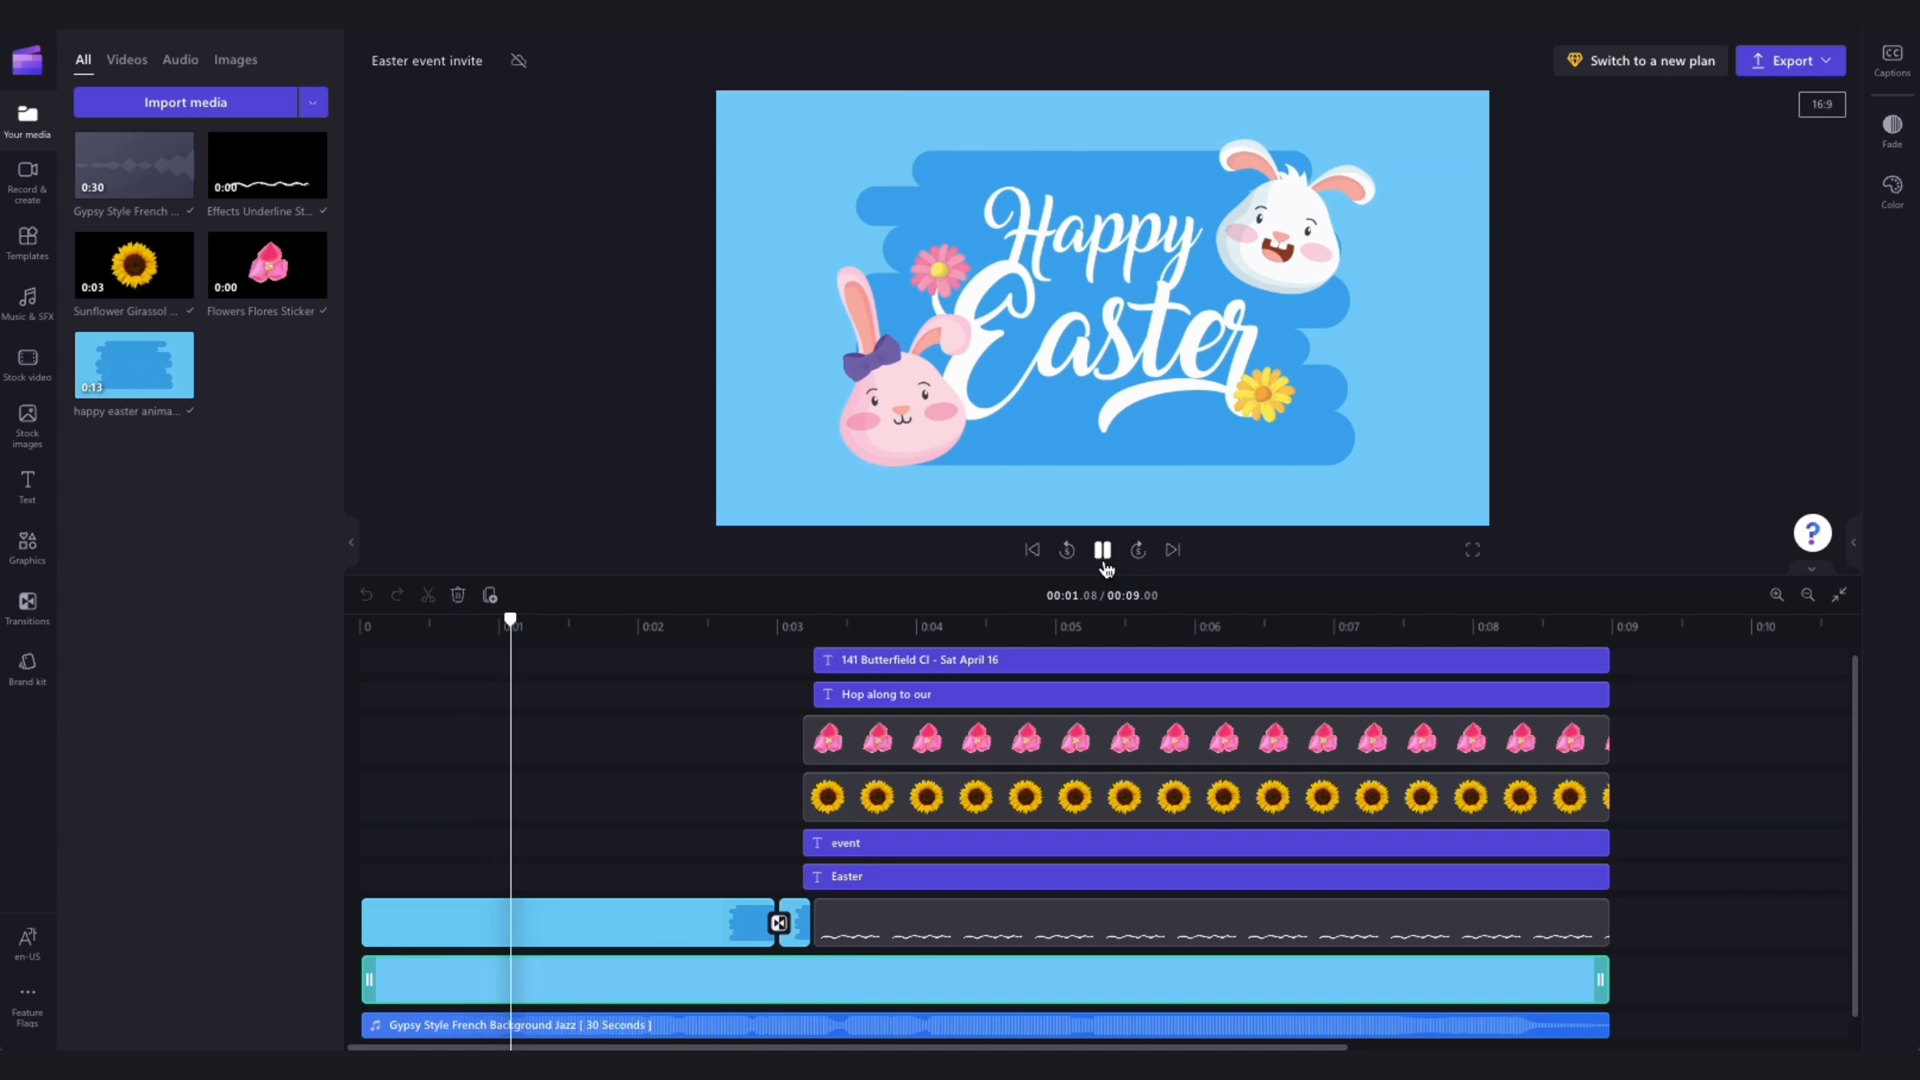 All Videos Audio Images
Import media
0:30
Gypsy Style French ...
0:00
Effects Underline St...
0:03
Sunflower Girassol ...
0:00
Flowers Flores Sticker
0:13
happy easter anima...
Your media
Record &
create
Templates
Music & SFX
Stock video
Stock
images
Text
Graphics
Transitions
Brand kit
en-US
...
Feature
Flags
Easter event invite
Switch to a new plan
Export
16:9
CC
Captions
Fade
Color
Happy
Easter
5
5
?
00:01.08 / 00:09.00
0 0:01 0:02 0:03 0:04 0:05 0:06 0:07 0:08 0:09 0:10
T 141 Butterfield Cl - Sat April 16
T Hop along to our
T event
T Easter
Gypsy Style French Background Jazz [ 30 Seconds ]